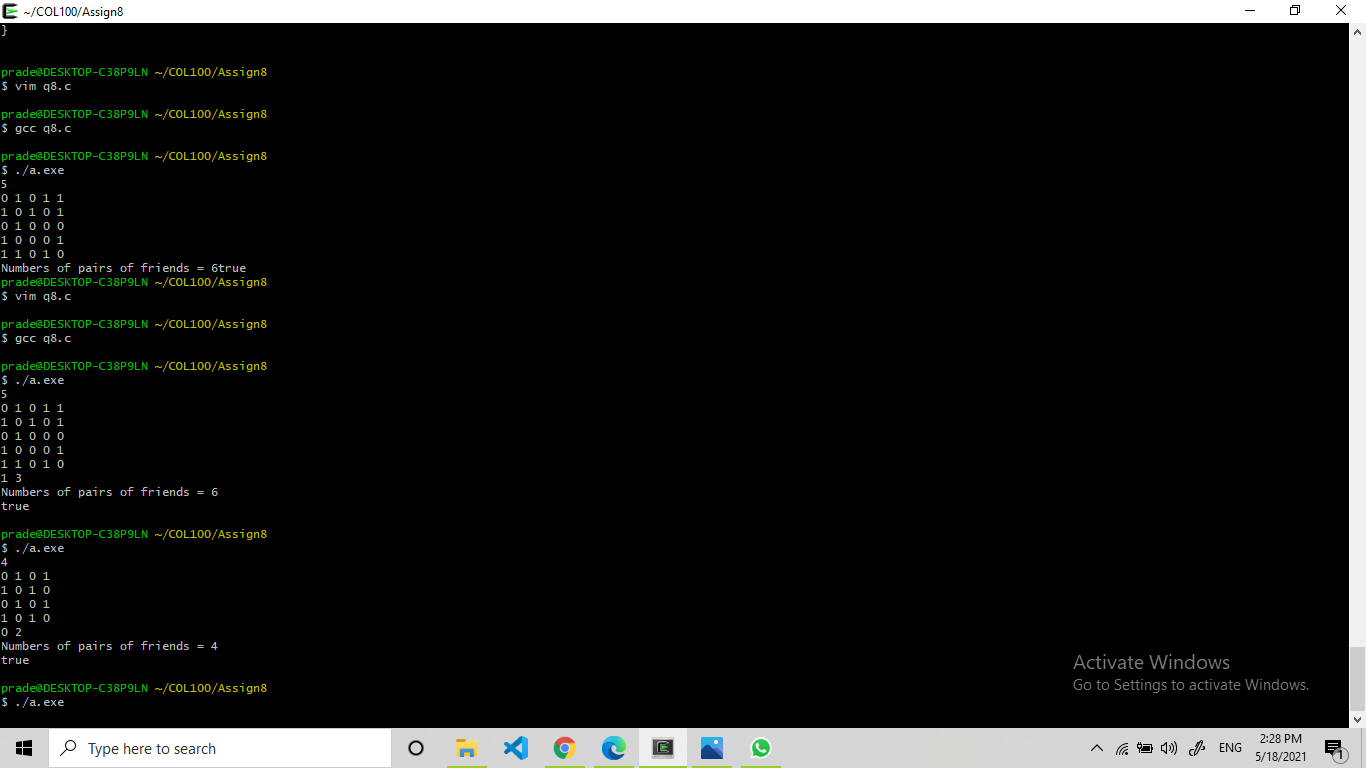 ~/COL100/Assign8
}
prade@DESKTOP-C38P9LN ~/COL100/Assign8
$ vim q8.c
prade@DESKTOP-C38P9LN ~/COL100/Assign8
$ gcc q8.c
prade@DESKTOP-C38P9LN ~/COL100/Assign8
$ ./a.exe
5
0 1 0 1 1
1 0 1 0 1
0 1 0 0 0
1 0 0 0 1
1 1 0 1 0
Numbers of pairs of friends = 6true
prade@DESKTOP-C38P9LN ~/COL100/Assign8
$ vim q8.c
prade@DESKTOP-C38P9LN ~/COL100/Assign8
$ gcc q8.c
prade@DESKTOP-C38P9LN ~/COL100/Assign8
$ ./a.exe
5
0 1 0 1 1
1 0 1 0 1
0 1 0 0 0
1 0 0 0 1
1 1 0 1 0
1 3
Numbers of pairs of friends = 6
true
prade@DESKTOP-C38P9LN ~/COL100/Assign8
$ ./a.exe
4
0 1 0 1
1 0 1 0
0 1 0 1
1 0 1 0
0 2
Numbers of pairs of friends = 4
true
prade@DESKTOP-C38P9LN ~/COL100/Assign8
$ ./a.exe
Activate Windows
Go to Settings to activate Windows.
Type here to search
ENG
2:28 PM
5/18/2021
1